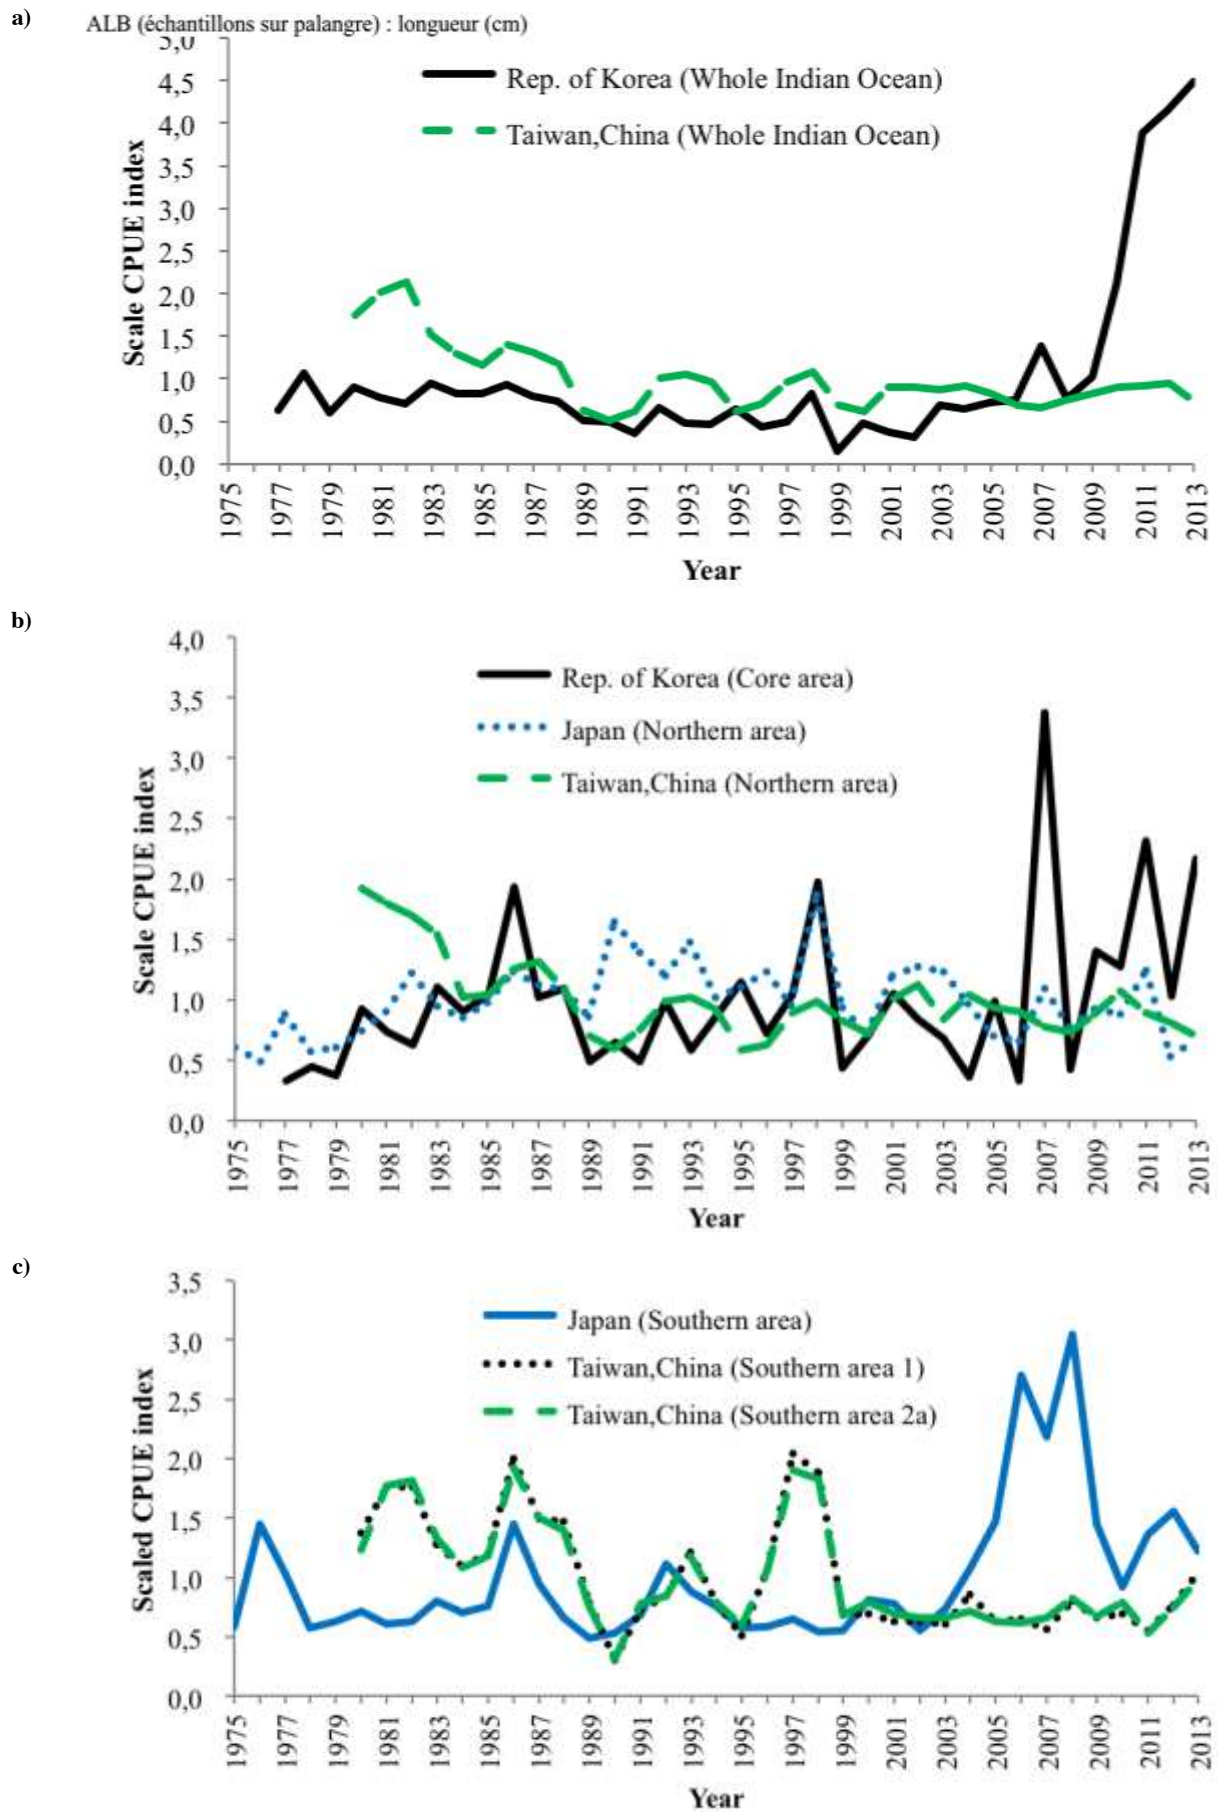 a)
ALB (échantillons sur palangre) : longueur (cm)
5,0
4,5
4,0
3,5
3,0
2,5
2,0
1,5
1,0
0,5
0,0
Scale CPUE index
Rep. of Korea (Whole Indian Ocean)
Taiwan,China (Whole Indian Ocean)
1975 1977 1979 1981 1983 1985 1987 1989 1991 1993 1995 1997 1999 2001 2003 2005 2007 2009 2011 2013
Year
b)
4,0
3,5
3,0
2,5
2,0
1,5
1,0
0,5
0,0
Scale CPUE index
Rep. of Korea (Core area)
Japan (Northern area)
Taiwan,China (Northern area)
1975 1977 1979 1981 1983 1985 1987 1989 1991 1993 1995 1997 1999 2001 2003 2005 2007 2009 2011 2013
Year
c)
3,5
3,0
2,5
2,0
1,5
1,0
0,5
0,0
Scaled CPUE index
Japan (Southern area)
Taiwan,China (Southern area 1)
Taiwan,China (Southern area 2a)
1975 1977 1979 1981 1983 1985 1987 1989 1991 1993 1995 1997 1999 2001 2003 2005 2007 2009 2011 2013
Year